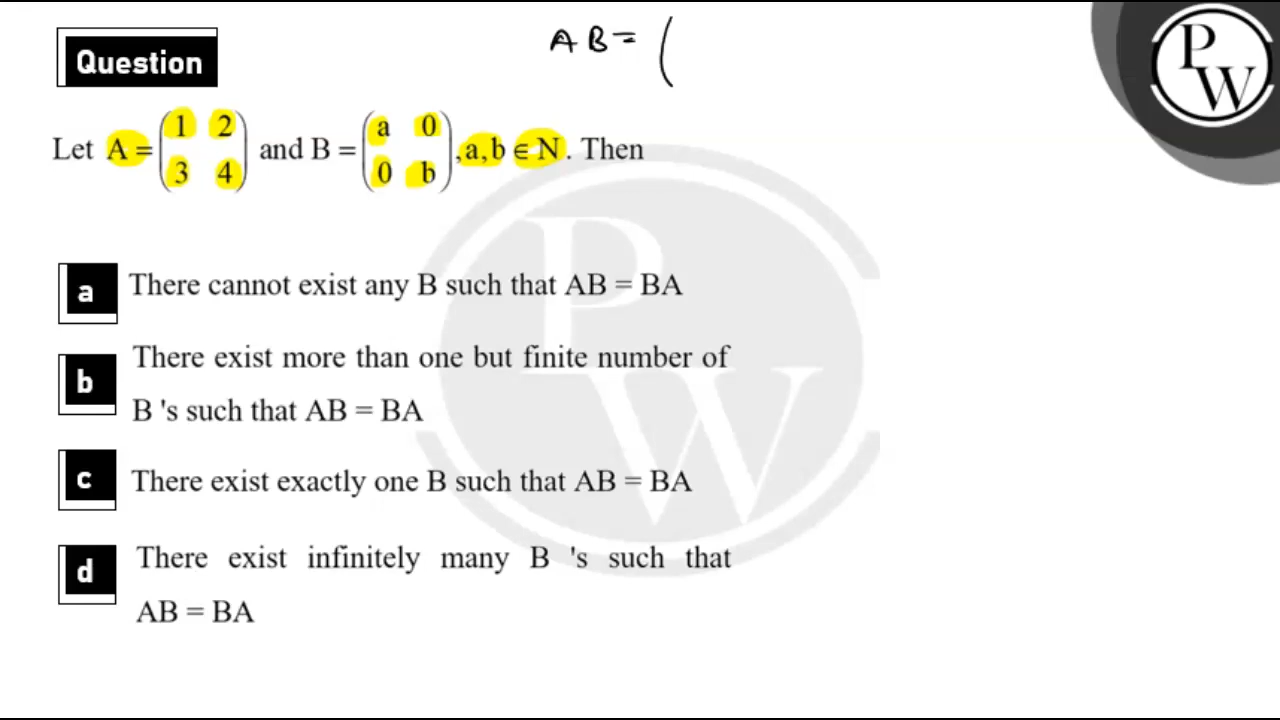 Question
A B = (
PW
Let A = (1 2 3 4) and B = (a 0 0 b), a, b ∈ N. Then
a There cannot exist any B such that AB = BA
b There exist more than one but finite number of
B 's such that AB = BA
c There exist exactly one B such that AB = BA
d There exist infinitely many B 's such that
AB = BA
PW